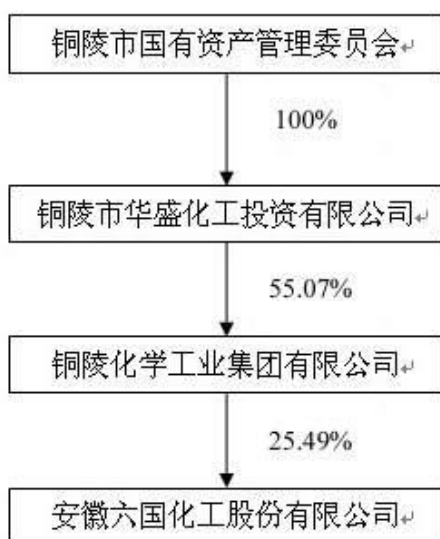 铜陵市国有资产管理委员会
100%
铜陵市华盛化工投资有限公司
55.07%
铜陵化学工业集团有限公司
25.49%
安徽六国化工股份有限公司